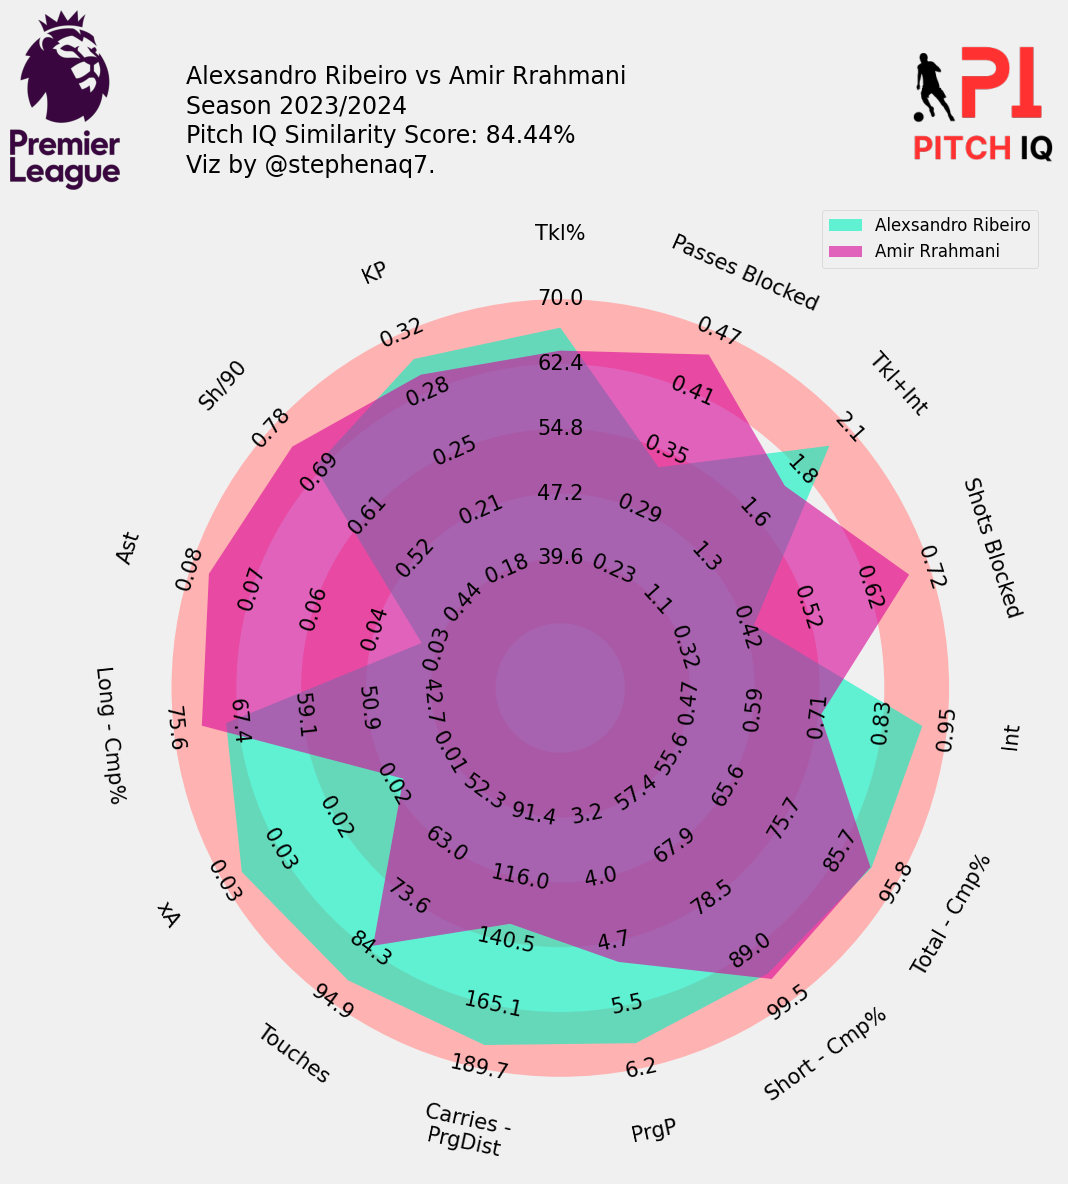 Premier
League
Alexsandro Ribeiro vs Amir Rrahmani
Season 2023/2024
Pitch IQ Similarity Score: 84.44%
Viz by @stephenaq7.
PI
PITCH IQ
Alexsandro Ribeiro
Amir Rrahmani
Tkl%
39.6
47.2
54.8
62.4
70.0
Passes Blocked
0.23
0.29
0.35
0.41
0.47
Tkl+Int
1.1
1.3
1.6
1.8
2.1
Shots Blocked
0.32
0.42
0.52
0.62
0.72
Int
0.47
0.59
0.71
0.83
0.95
Total - Cmp%
55.6
65.6
75.7
85.7
95.8
Short - Cmp%
57.4
67.9
78.5
89.0
99.5
PrgP
3.2
4.0
4.7
5.5
6.2
Carries -
PrgDist
91.4
116.0
140.5
165.1
189.7
Touches
52.3
63.0
73.6
84.3
94.9
xA
0.01
0.02
0.02
0.03
0.03
Long - Cmp%
42.7
50.9
59.1
67.4
75.6
Ast
0.03
0.04
0.06
0.07
0.08
Sh/90
0.44
0.52
0.61
0.69
0.78
KP
0.18
0.21
0.25
0.28
0.32